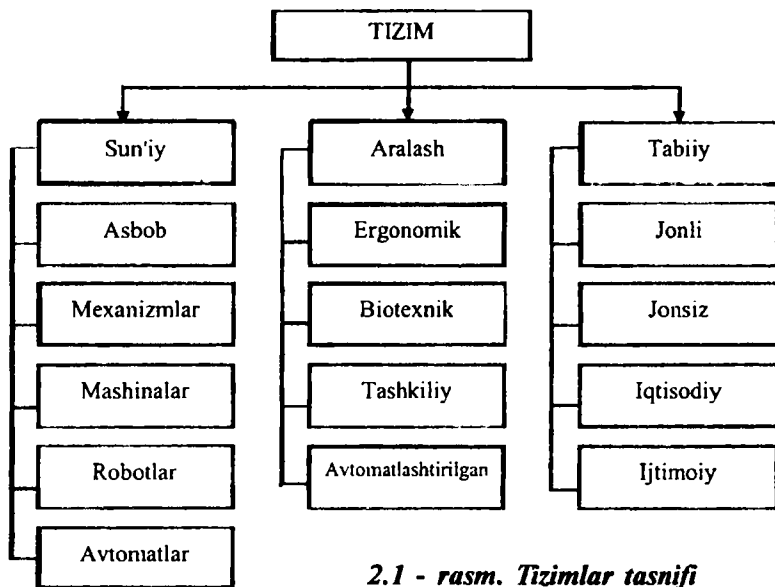 TIZIM
Sun'iy
Asbob
Mexanizmlar
Mashinalar
Robotlar
Avtomatlar
Aralash
Ergonomik
Biotexnik
Tashkiliy
Avtomatlashtirilgan
Tabiiy
Jonli
Jonsiz
Iqtisodiy
Ijtimoiy
2.1 - rasm. Tizimlar tasnifi